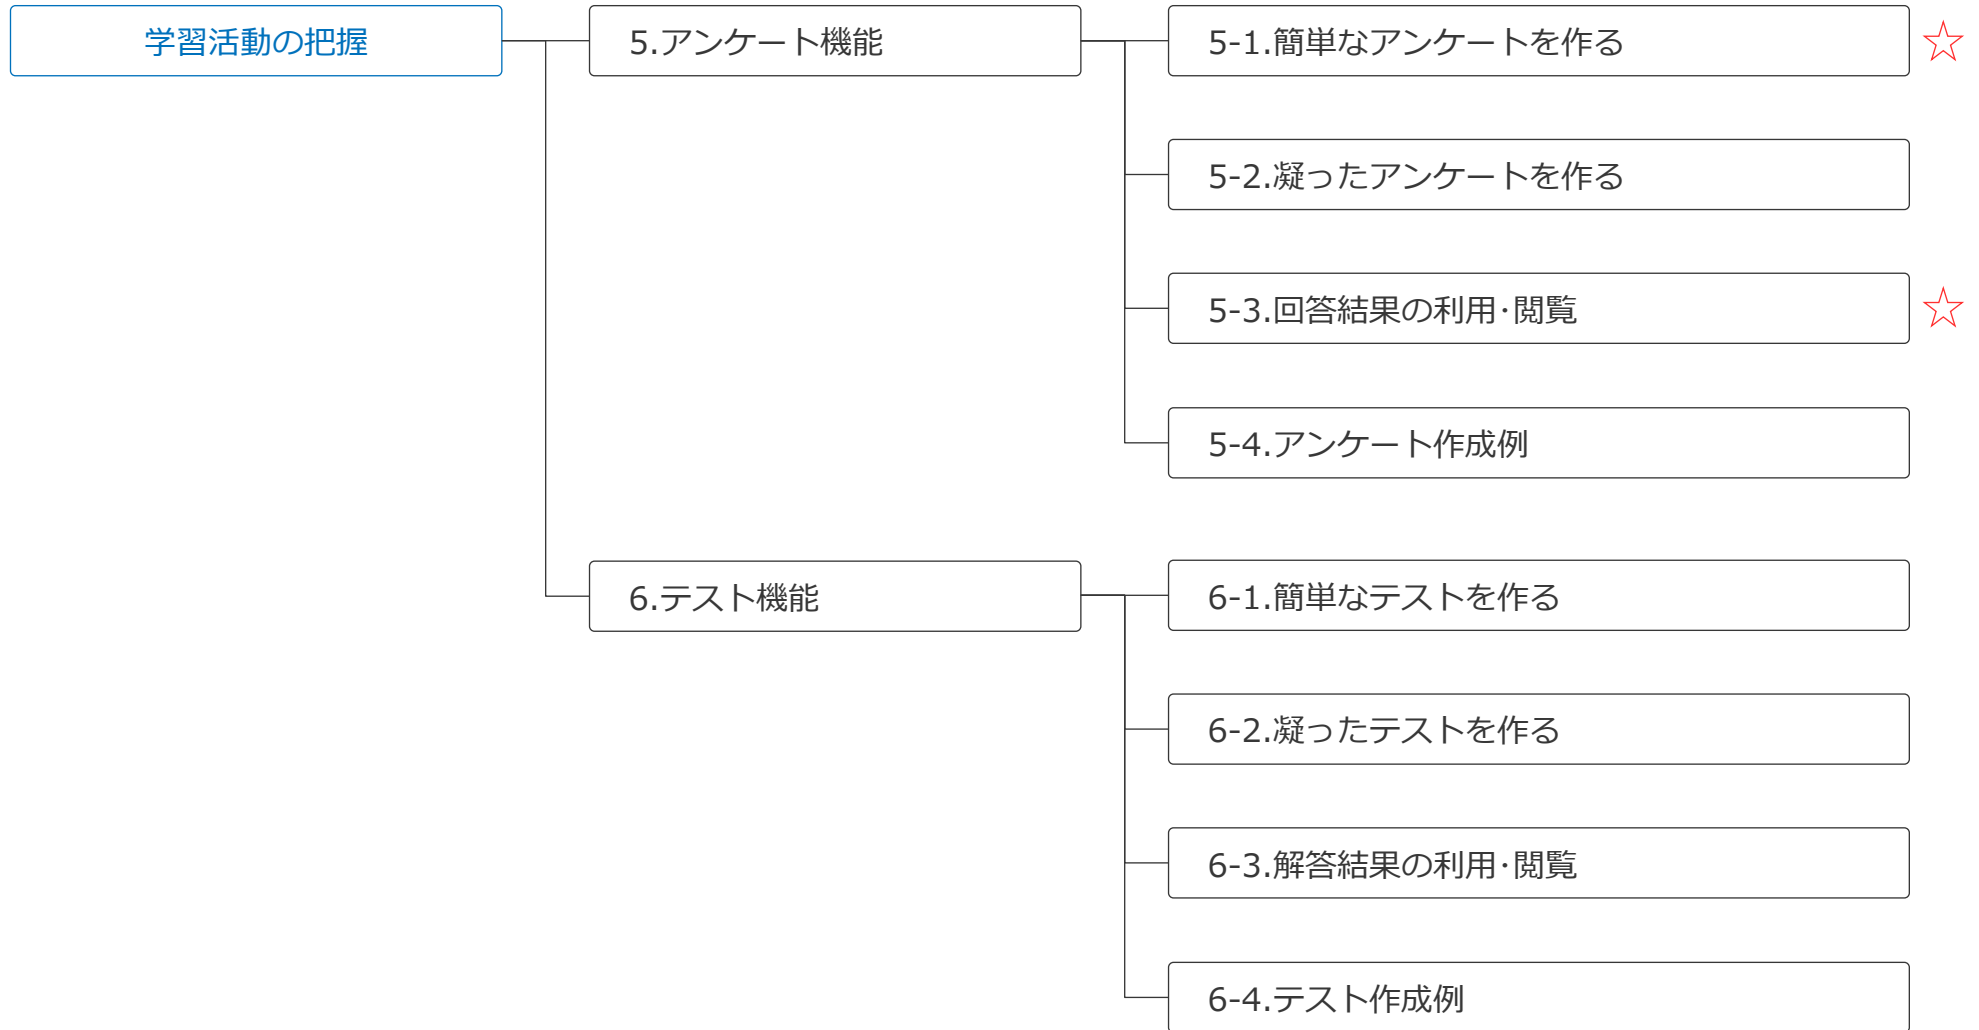 学習活動の把握
5.アンケート機能
5-1.簡単なアンケートを作る ☆
5-2.凝ったアンケートを作る
5-3.回答結果の利用･閲覧 ☆
5-4.アンケート作成例
6.テスト機能
6-1.簡単なテストを作る
6-2.凝ったテストを作る
6-3.解答結果の利用･閲覧
6-4.テスト作成例